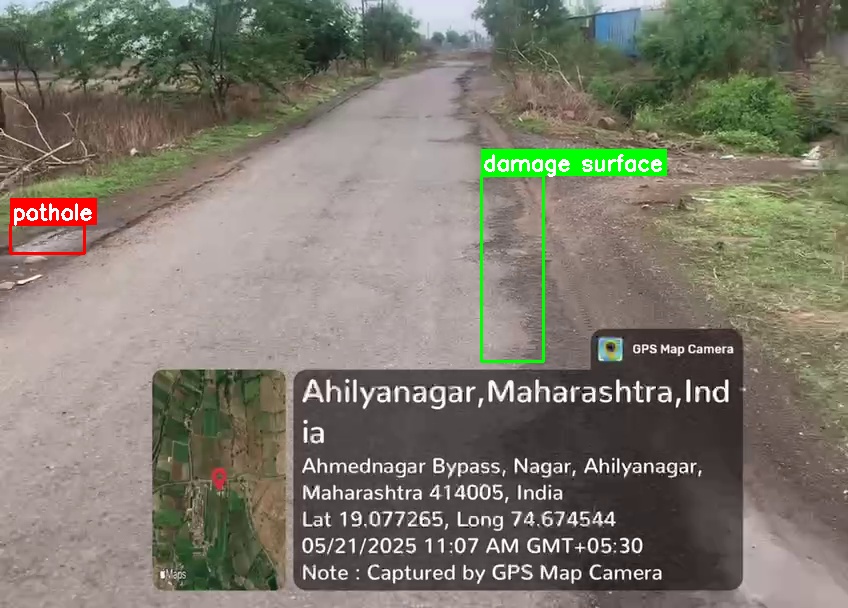 damage surface
pothole
GPS Map Camera
Ahilyanagar,Maharashtra,Ind
ia
Ahmednagar Bypass, Nagar, Ahilyanagar,
Maharashtra 414005, India
Lat 19.077265, Long 74.674544
05/21/2025 11:07 AM GMT+05:30
Note : Captured by GPS Map Camera
Maps